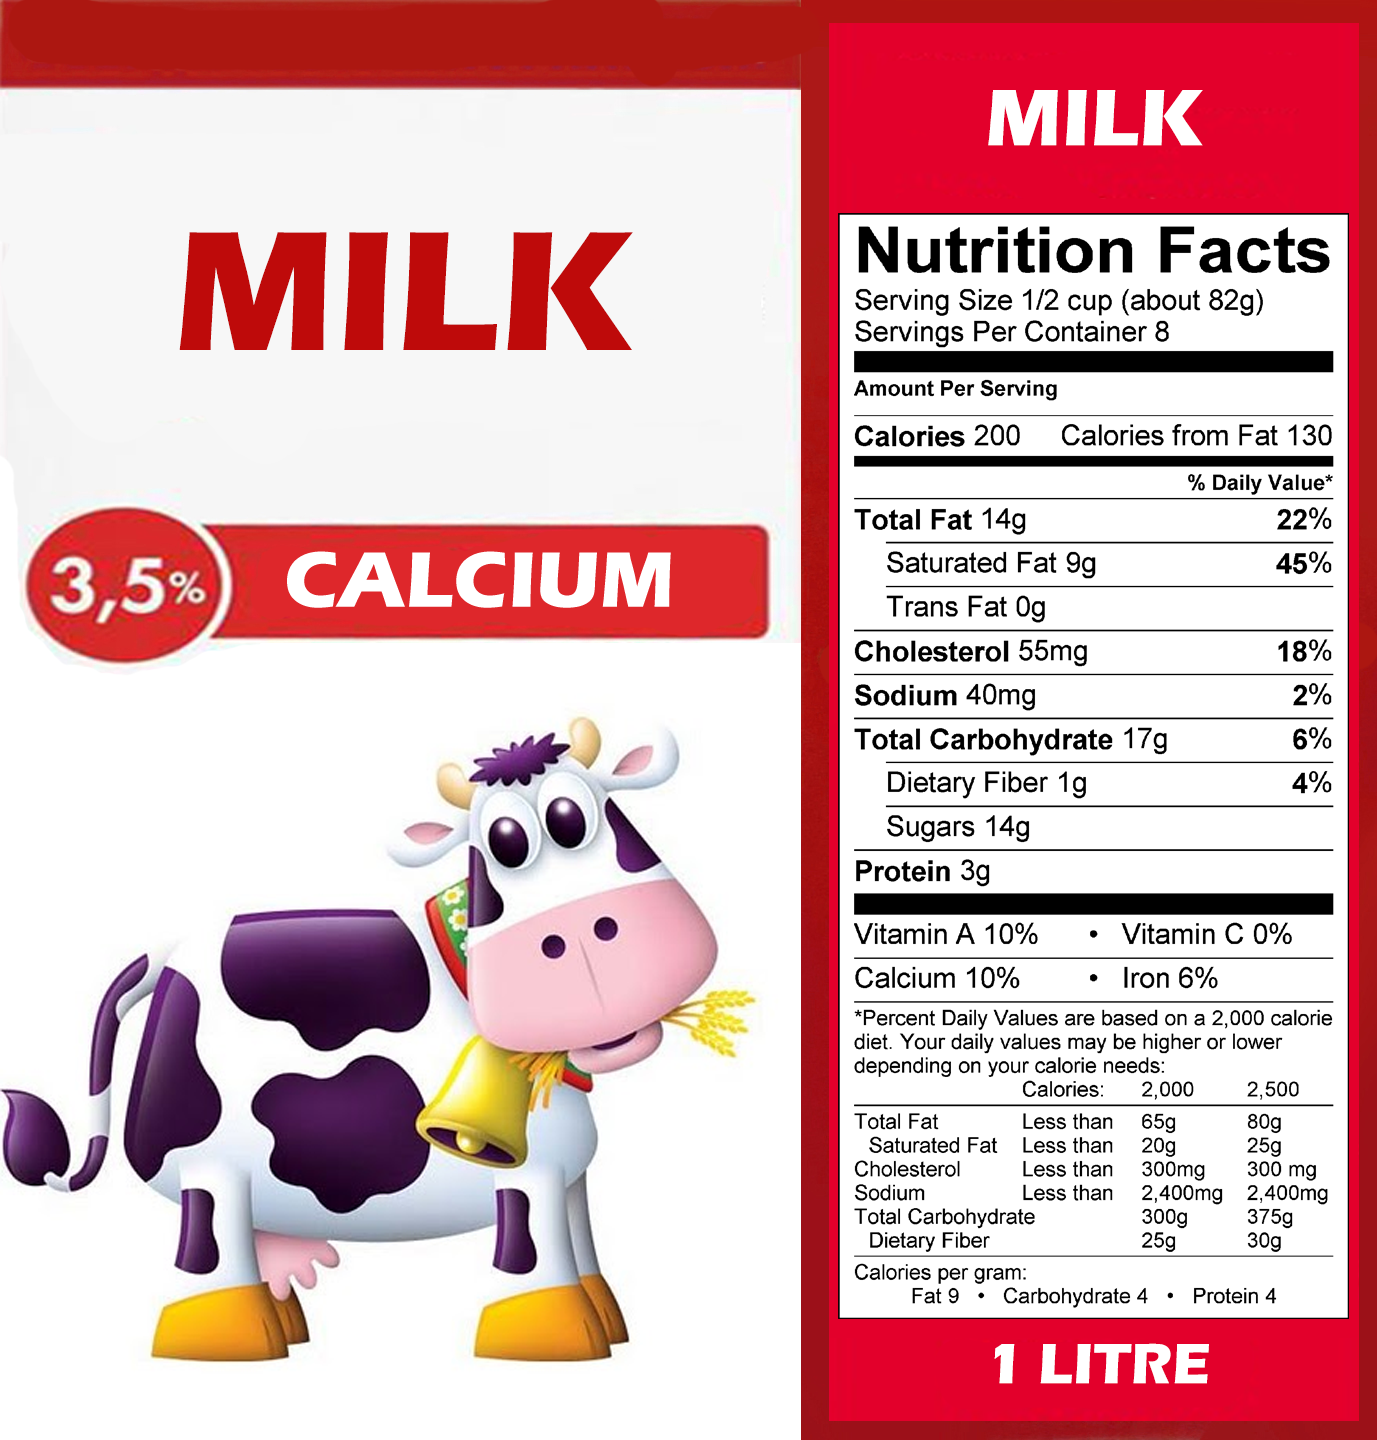 MILK
3,5%
CALCIUM
MILK
Nutrition Facts
Serving Size 1/2 cup (about 82g)
Servings Per Container 8
Amount Per Serving
Calories 200 Calories from Fat 130
% Daily Value*
Total Fat 14g 22%
Saturated Fat 9g 45%
Trans Fat 0g
Cholesterol 55mg 18%
Sodium 40mg 2%
Total Carbohydrate 17g 6%
Dietary Fiber 1g 4%
Sugars 14g
Protein 3g
Vitamin A 10% • Vitamin C 0%
Calcium 10% • Iron 6%
*Percent Daily Values are based on a 2,000 calorie
diet. Your daily values may be higher or lower
depending on your calorie needs:
Calories: 2,000 2,500
Total Fat Less than 65g 80g
Saturated Fat Less than 20g 25g
Cholesterol Less than 300mg 300 mg
Sodium Less than 2,400mg 2,400mg
Total Carbohydrate 300g 375g
Dietary Fiber 25g 30g
Calories per gram:
Fat 9 • Carbohydrate 4 • Protein 4
1 LITRE